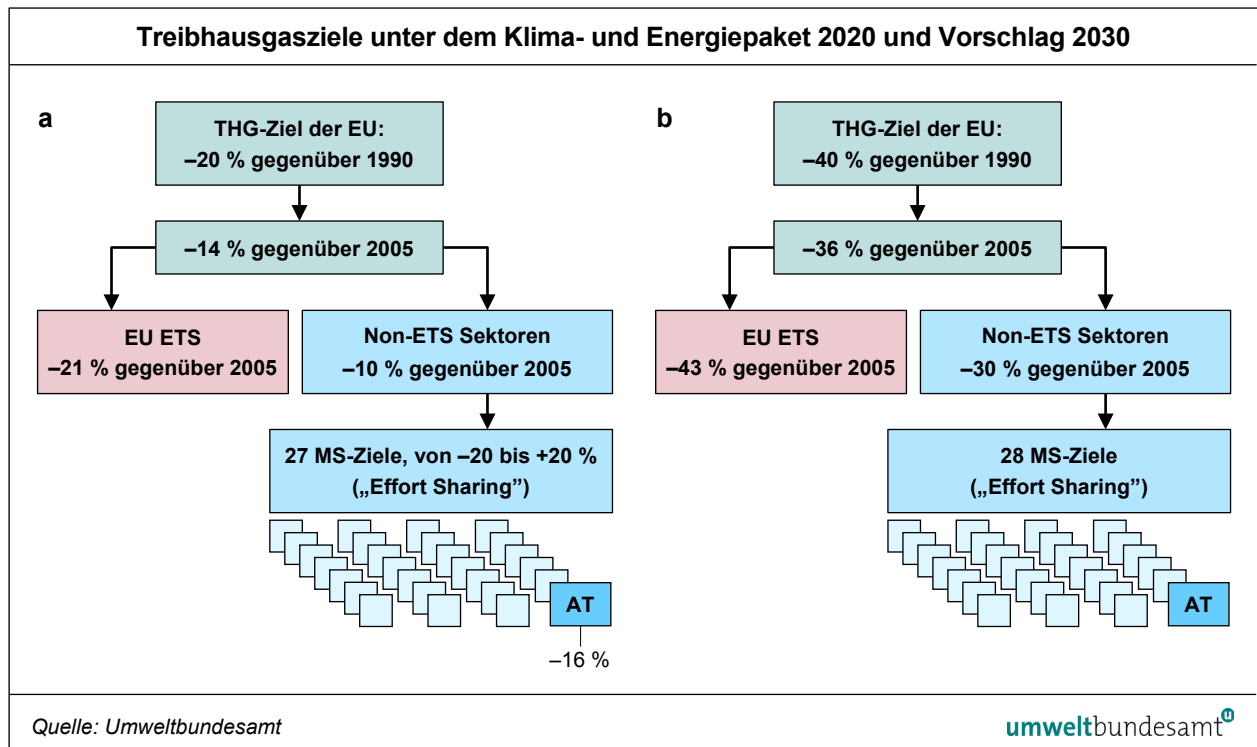 Treibhausgasziele unter dem Klima- und Energiepaket 2020 und Vorschlag 2030
a
THG-Ziel der EU:
–20 % gegenüber 1990
–14 % gegenüber 2005
EU ETS
–21 % gegenüber 2005
Non-ETS Sektoren
–10 % gegenüber 2005
27 MS-Ziele, von –20 bis +20 %
(„Effort Sharing”)
AT
–16 %
b
THG-Ziel der EU:
–40 % gegenüber 1990
–36 % gegenüber 2005
EU ETS
–43 % gegenüber 2005
Non-ETS Sektoren
–30 % gegenüber 2005
28 MS-Ziele
(„Effort Sharing”)
AT
Quelle: Umweltbundesamt
umweltbundesamt u